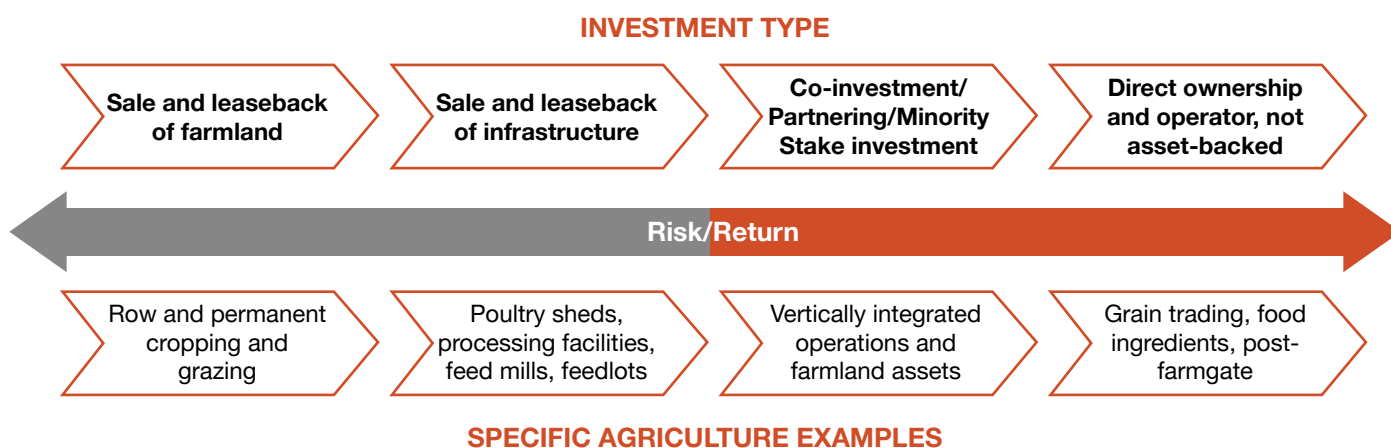 INVESTMENT TYPE
Sale and leaseback
of farmland
Sale and leaseback
of infrastructure
Co-investment/
Partnering/Minority
Stake investment
Direct ownership
and operator, not
asset-backed
Risk/Return
Row and permanent
cropping and
grazing
Poultry sheds,
processing facilities,
feed mills, feedlots
Vertically integrated
operations and
farmland assets
Grain trading, food
ingredients, post-
farmgate
SPECIFIC AGRICULTURE EXAMPLES